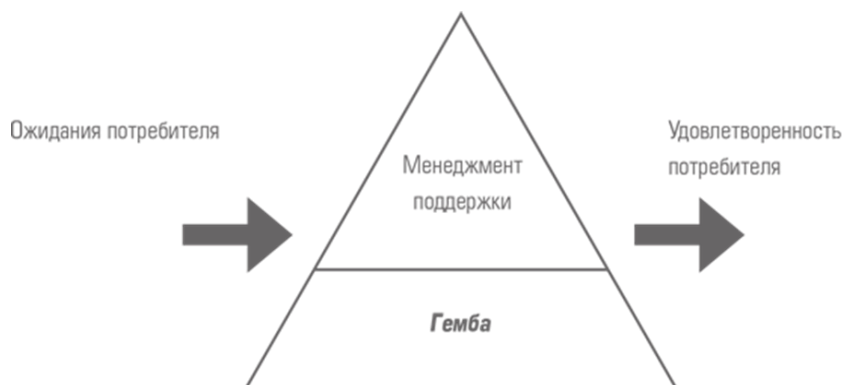 Ожидания потребителя
Менеджмент
поддержки
Удовлетворенность
потребителя
Гемба